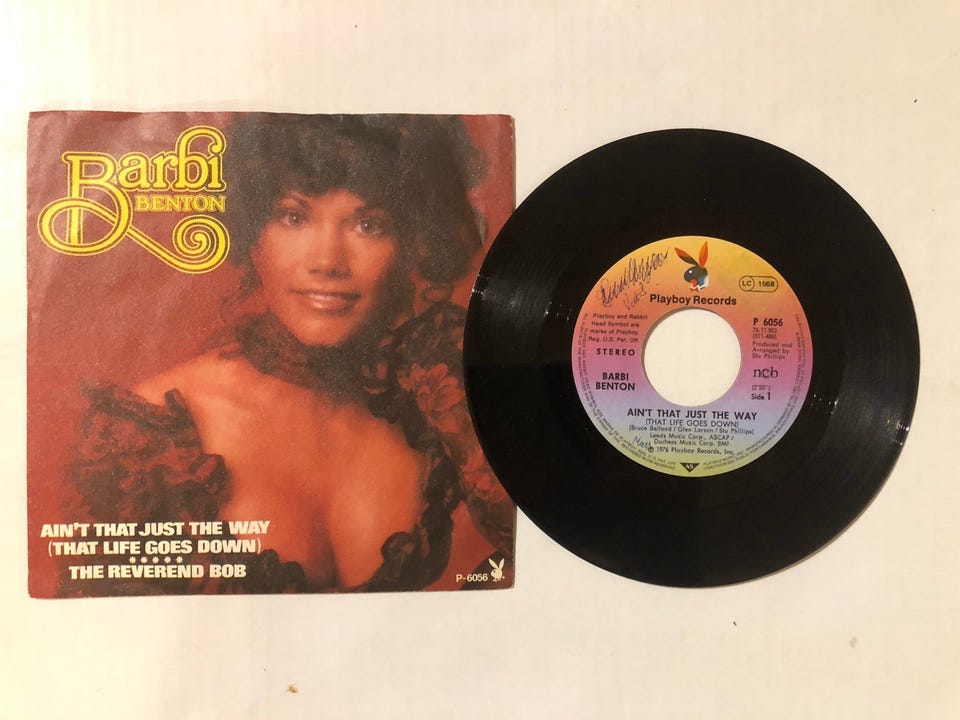 Barbi
BENTON
AIN'T THAT JUST THE WAY
(THAT LIFE GOES DOWN)
*****
THE REVEREND BOB
P-6056
Playboy Records
LC 1568
Playboy and Rabbit
Head Symbol are
marks of Playboy.
Reg. U.S. Pat. Off.
STEREO
BARBI
BENTON
P 6056
Produced and
Arranged by
Stu Phillips
ncb
Side 1
AIN'T THAT JUST THE WAY
(THAT LIFE GOES DOWN)
(Bruce Belland / Glen Larson / Stu Phillips)
Leeds Music Corp., ASCAP /
Duchess Music Corp. BMI
℗ 1976 Playboy Records, Inc.
45